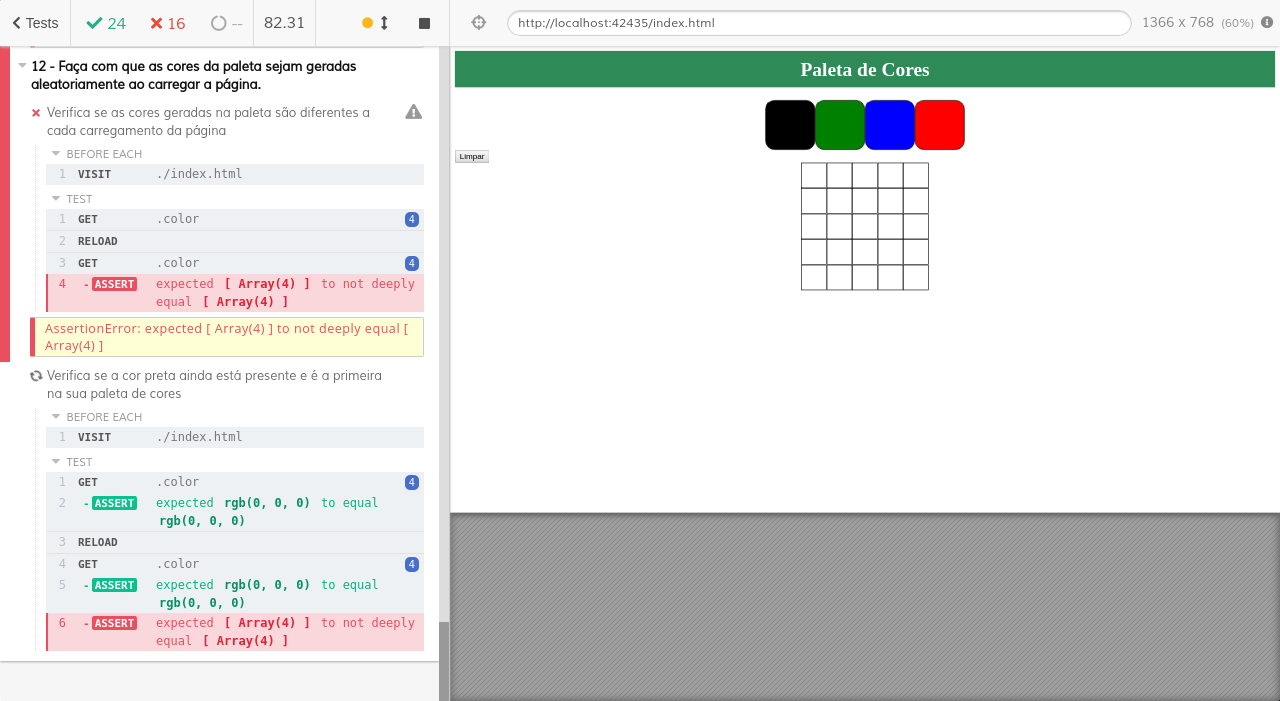 Tests 24 16 -- 82.31
http://localhost:42435/index.html 1366 x 768 (60%)
12 - Faça com que as cores da paleta sejam geradas
aleatoriamente ao carregar a página.
Verifica se as cores geradas na paleta são diferentes a
cada carregamento da página
BEFORE EACH
1 VISIT ./index.html
TEST
1 GET .color 4
2 RELOAD
3 GET .color 4
4 -ASSERT expected [ Array(4) ] to not deeply
equal [ Array(4) ]
AssertionError: expected [ Array(4) ] to not deeply equal [
Array(4) ]
Verifica se a cor preta ainda está presente e é a primeira
na sua paleta de cores
BEFORE EACH
1 VISIT ./index.html
TEST
1 GET .color 4
2 -ASSERT expected rgb(0, 0, 0) to equal
rgb(0, 0, 0)
3 RELOAD
4 GET .color 4
5 -ASSERT expected rgb(0, 0, 0) to equal
rgb(0, 0, 0)
6 -ASSERT expected [ Array(4) ] to not deeply
equal [ Array(4) ]
Paleta de Cores
Limpar